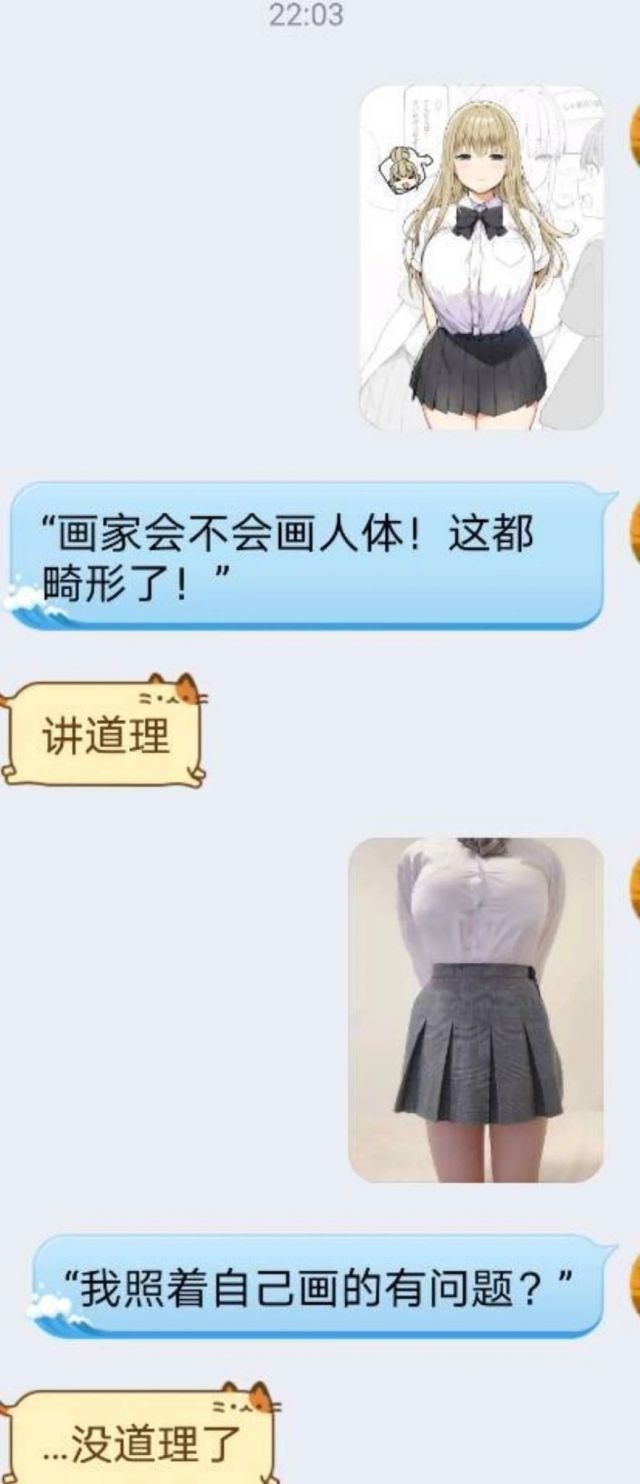 22:03
“画家会不会画人体！这都
畸形了！”
讲道理
“我照着自己画的有问题？”
...没道理了